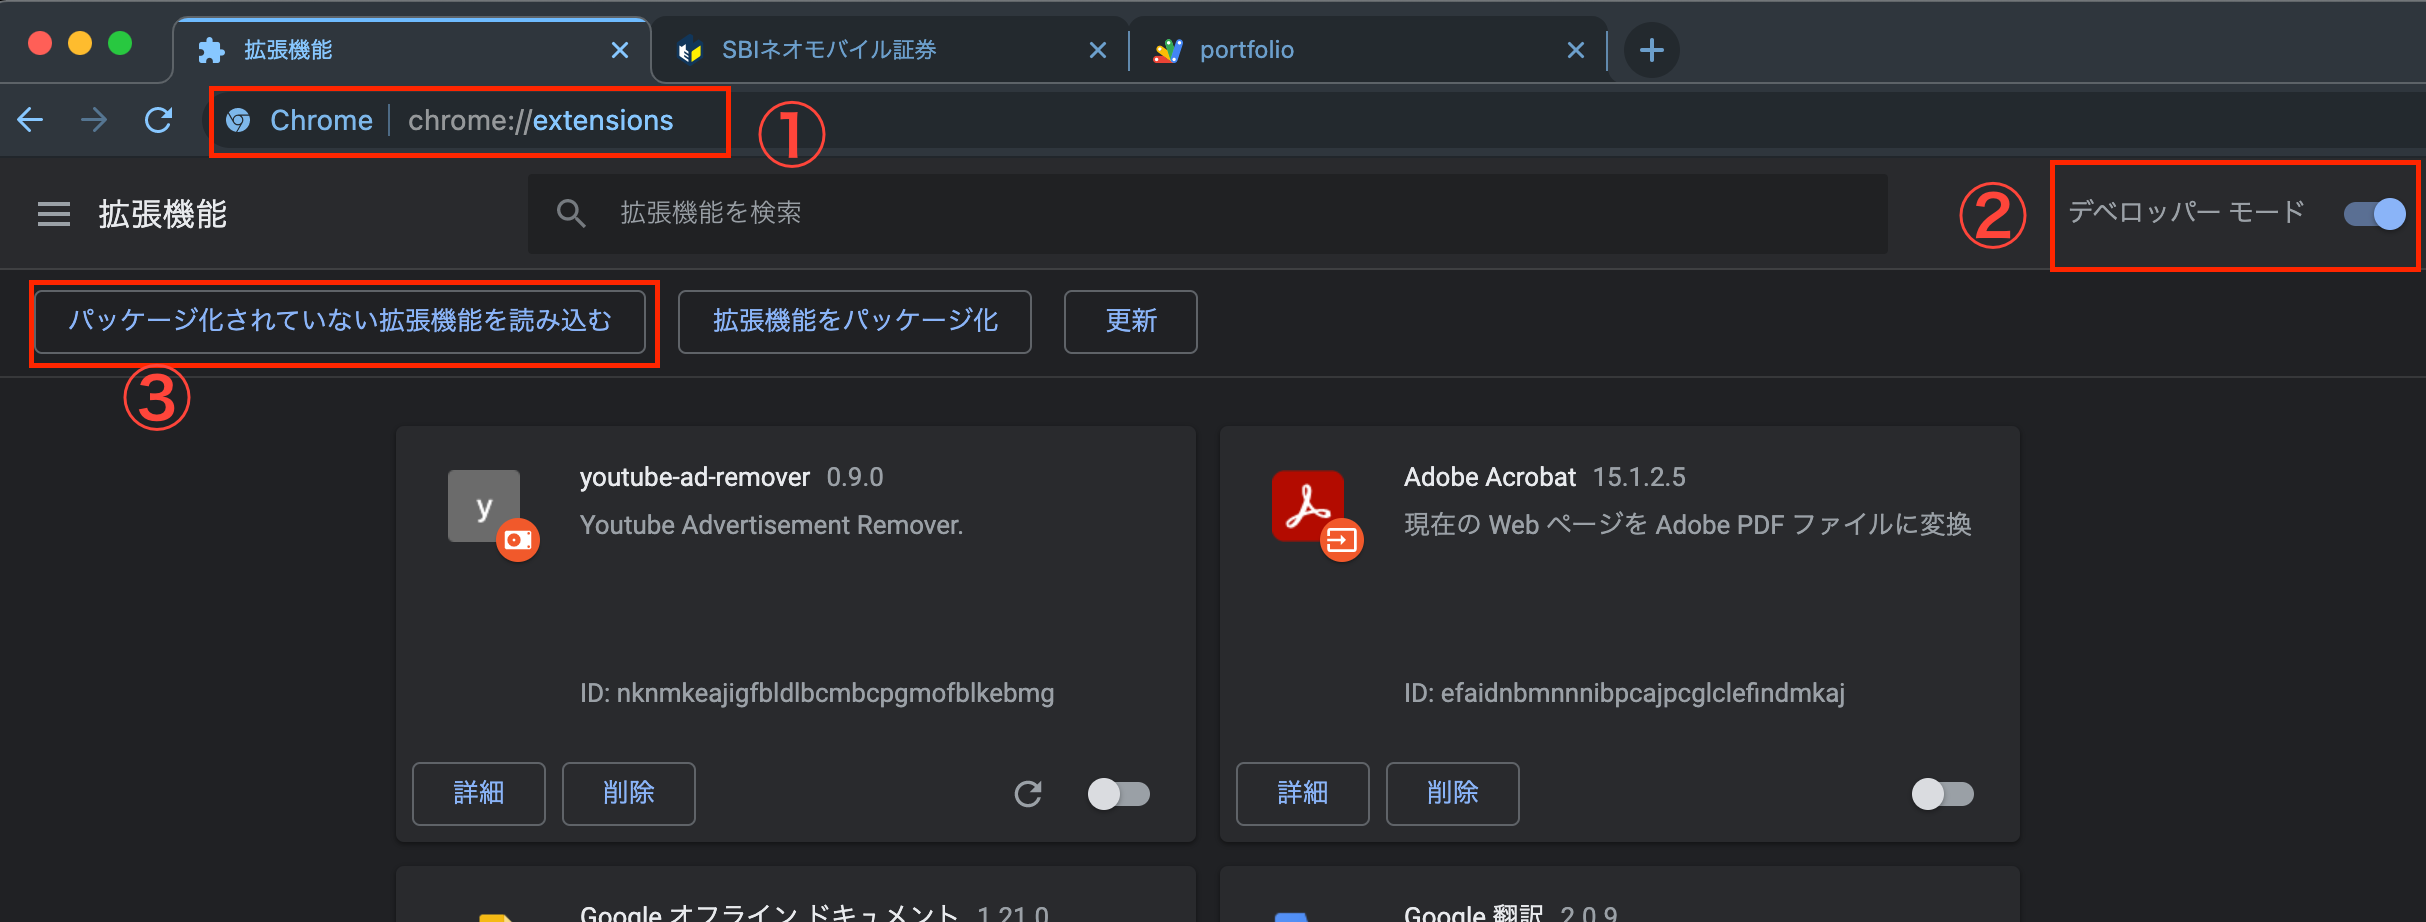 拡張機能
SBIネオモバイル証券
portfolio
Chrome chrome://extensions
①
拡張機能
拡張機能を検索
②
デベロッパー モード
パッケージ化されていない拡張機能を読み込む
拡張機能をパッケージ化
更新
③
y
youtube-ad-remover 0.9.0
Youtube Advertisement Remover.
ID: nknmkeajigfbldlbcmbcpgmofblkebmg
詳細
削除
Adobe Acrobat 15.1.2.5
現在の Web ページを Adobe PDF ファイルに変換
ID: efaidnbmnnnibpcajpcglclefindmkaj
詳細
削除
Google オフライン ドキュメント 1.21.0
Google 翻訳 2.0.9